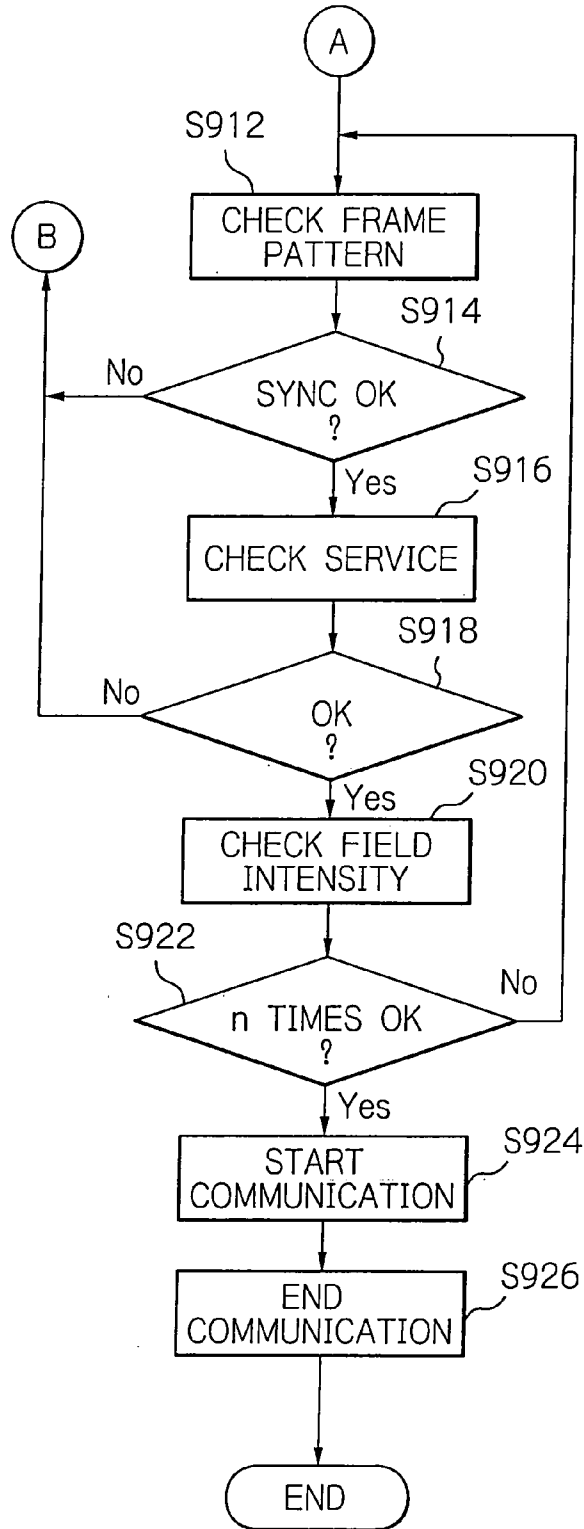 A
S912
CHECK FRAME
PATTERN
B
S914
No
SYNC OK
?
Yes
S916
CHECK SERVICE
S918
No
OK
?
Yes
S920
CHECK FIELD
INTENSITY
S922
No
n TIMES OK
?
Yes
S924
START
COMMUNICATION
S926
END
COMMUNICATION
END